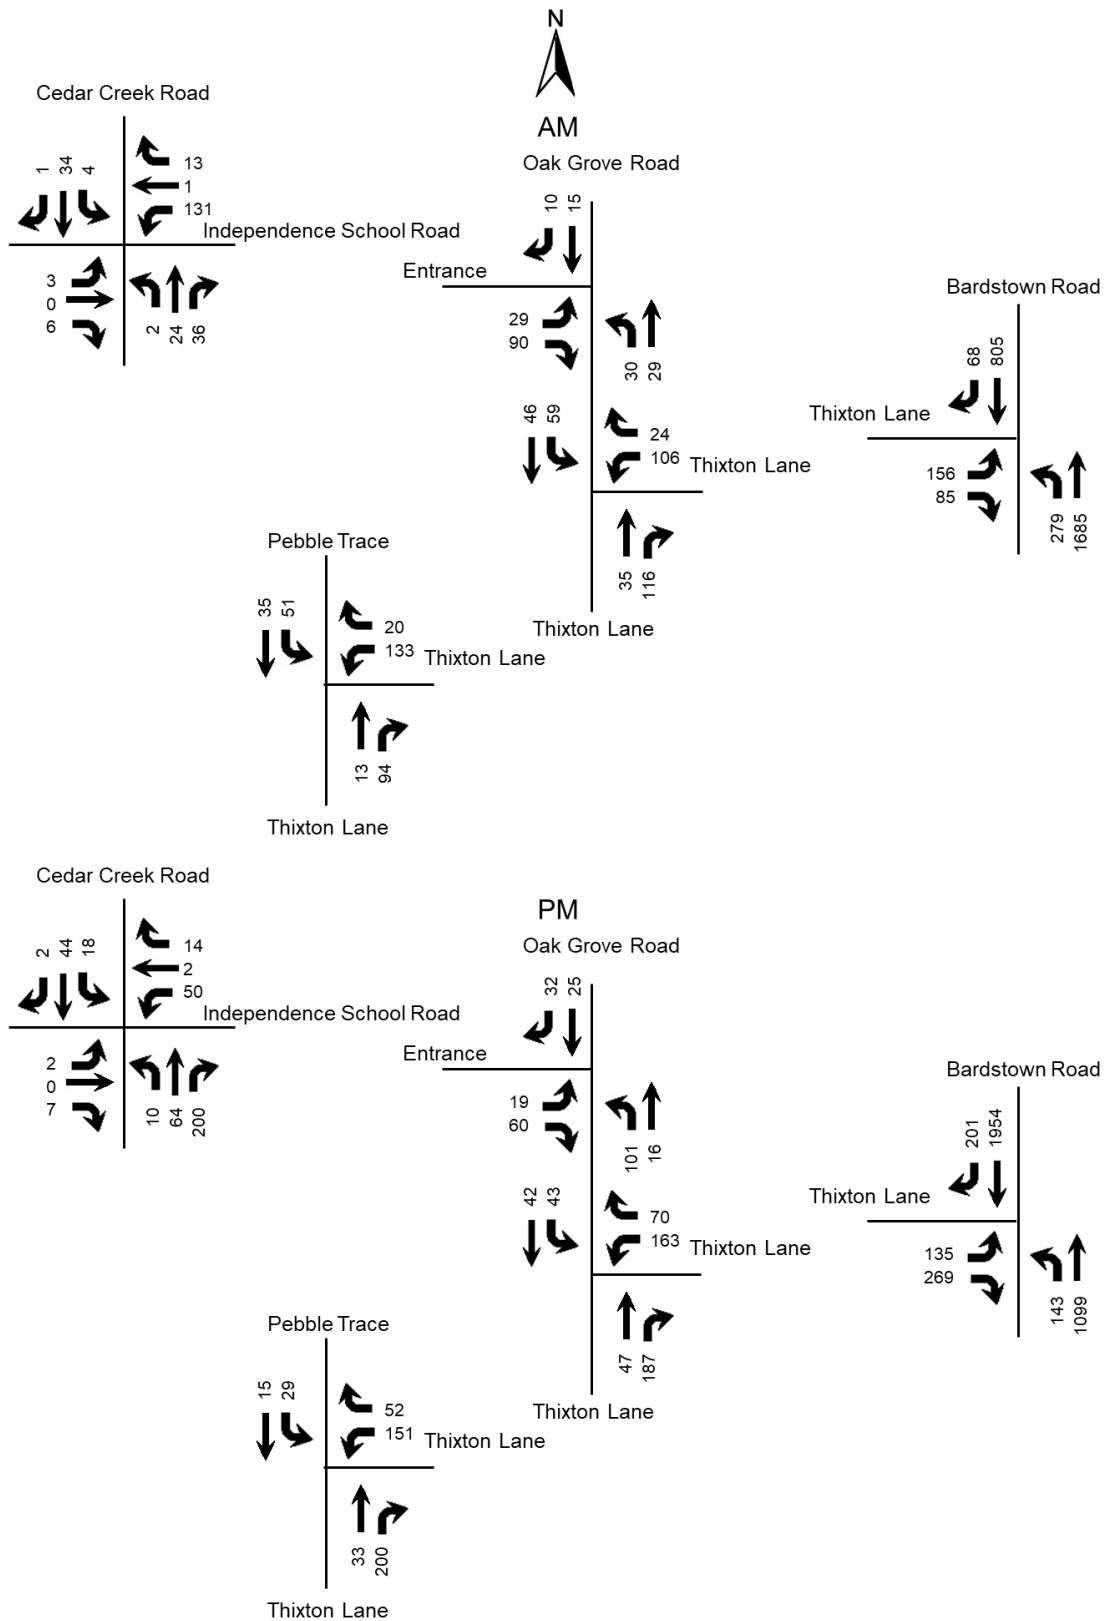 N
AM
Cedar Creek Road
1 34 4
13
1
131
Independence School Road
3
0
6
2 24 36
Oak Grove Road
10 15
Entrance
29
90
30 29
46 59
24
106
Thixton Lane
35 116
Thixton Lane
Bardstown Road
68 805
Thixton Lane
156
85
279 1685
Pebble Trace
35 51
20
133
Thixton Lane
13 94
Thixton Lane
PM
Cedar Creek Road
2 44 18
14
2
50
Independence School Road
2
0
7
10 64 200
Oak Grove Road
32 25
Entrance
19
60
101 16
42 43
70
163
Thixton Lane
47 187
Thixton Lane
Bardstown Road
201 1954
Thixton Lane
135
269
143 1099
Pebble Trace
15 29
52
151
Thixton Lane
33 200
Thixton Lane